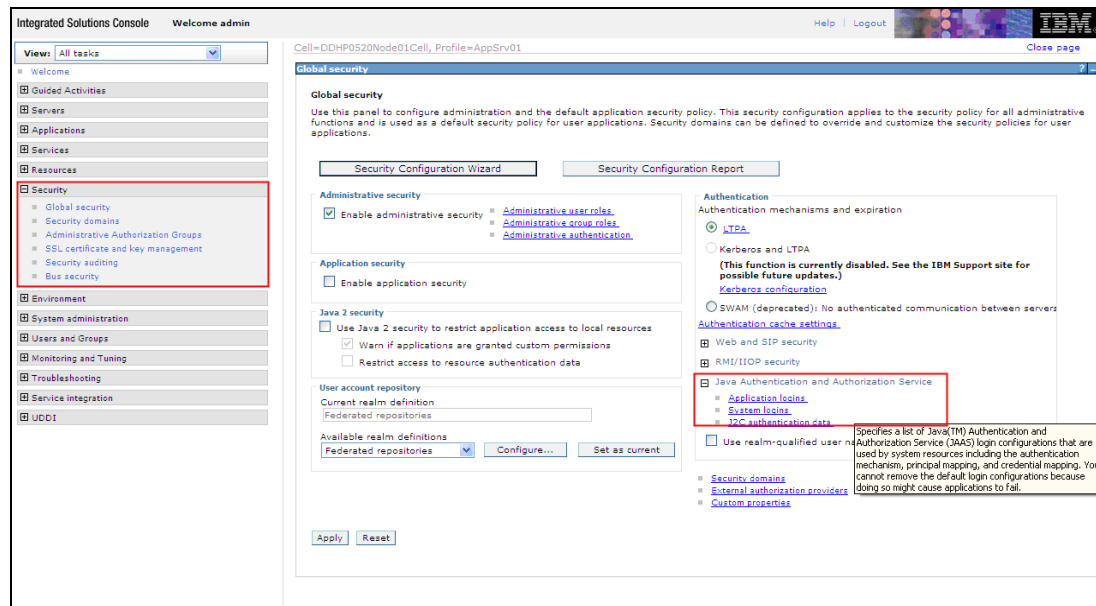 Integrated Solutions Console Welcome admin
Help | Logout
IBM.
View: All tasks
Welcome
Guided Activities
Servers
Applications
Services
Resources
Security
Global security
Security domains
Administrative Authorization Groups
SSL certificate and key management
Security auditing
Bus security
Environment
System administration
Users and Groups
Monitoring and Tuning
Troubleshooting
Service integration
UDDI
Cell=DDHP0520Node01Cell, Profile=AppSrv01
Close page
Global security
? –
Global security
Use this panel to configure administration and the default application security policy. This security configuration applies to the security policy for all administrative
functions and is used as a default security policy for user applications. Security domains can be defined to override and customize the security policies for user
applications.
Security Configuration Wizard
Security Configuration Report
Administrative security
Enable administrative security
Administrative user roles
Administrative group roles
Administrative authentication
Application security
Enable application security
Java 2 security
Use Java 2 security to restrict application access to local resources
Warn if applications are granted custom permissions
Restrict access to resource authentication data
User account repository
Current realm definition
Federated repositories
Available realm definitions
Federated repositories
Configure...
Set as current
Authentication
Authentication mechanisms and expiration
LTPA
Kerberos and LTPA
(This function is currently disabled. See the IBM Support site for
possible future updates.)
Kerberos configuration
SWAM (deprecated): No authenticated communication between servers
Authentication cache settings
Web and SIP security
RMI/IIOP security
Java Authentication and Authorization Service
Application logins
System logins
J2C authentication data
Use realm-qualified user na
Specifies a list of Java(TM) Authentication and
Authorization Service (JAAS) login configurations that are
used by system resources including the authentication
mechanism, principal mapping, and credential mapping. You
cannot remove the default login configurations because
doing so might cause applications to fail.
Security domains
External authorization providers
Custom properties
Apply
Reset